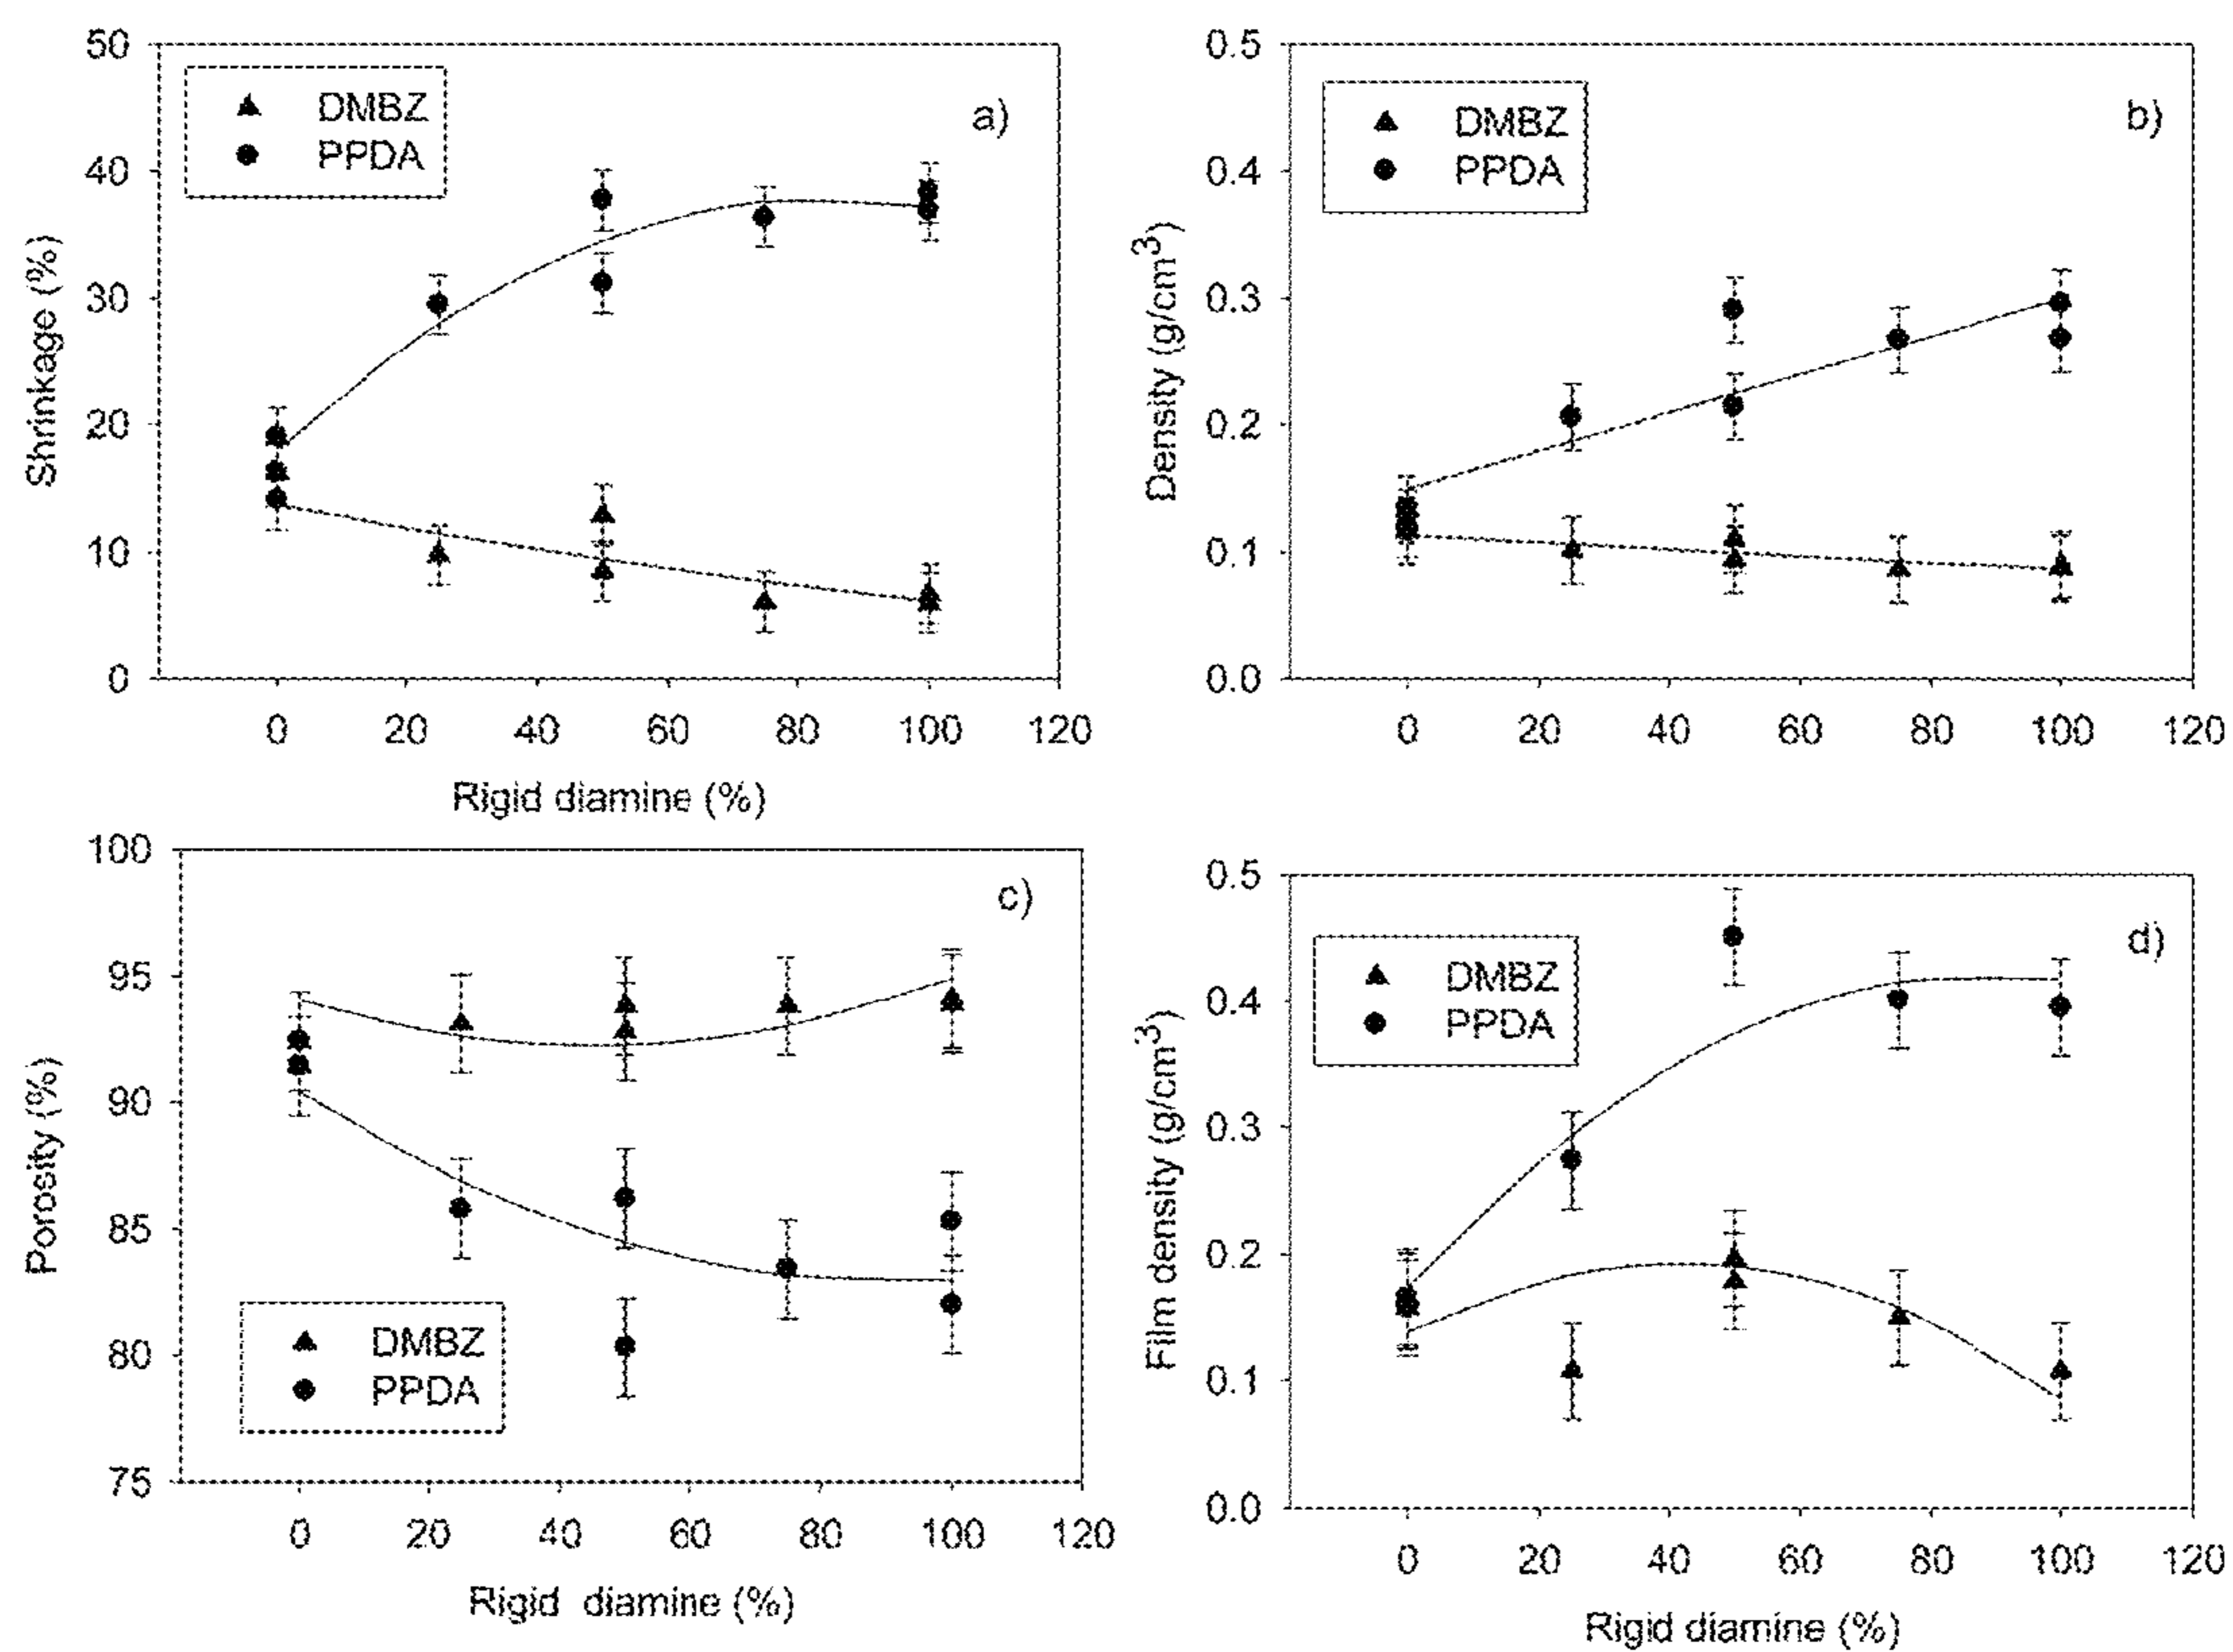 50
40
30
20
10
0
Shrinkage (%)
DMBZ
PPDA
a)
0 20 40 60 80 100 120
Rigid diamine (%)
0.5
0.4
0.3
0.2
0.1
0.0
Density (g/cm³)
DMBZ
PPDA
b)
0 20 40 60 80 100 120
100
95
90
85
80
75
Porosity (%)
c)
DMBZ
PPDA
0 20 40 60 80 100 120
Rigid diamine (%)
0.5
0.4
0.3
0.2
0.1
0.0
Film density (g/cm³)
DMBZ
PPDA
d)
0 20 40 60 80 100 120
Rigid diamine (%)